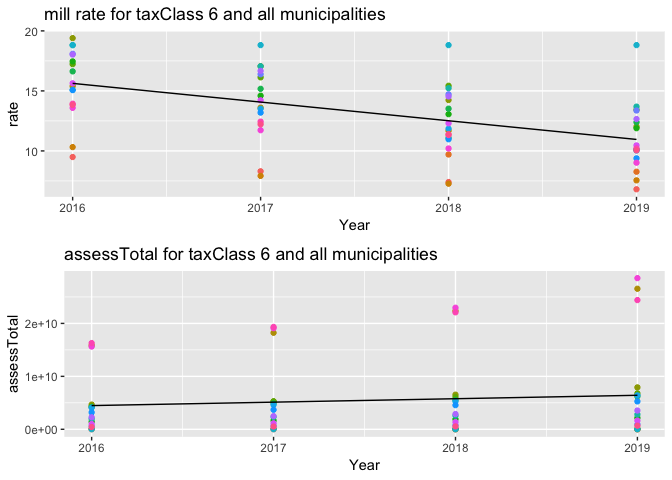 mill rate for taxClass 6 and all municipalities
20
15
10
rate
2016
2017
2018
2019
Year
assessTotal for taxClass 6 and all municipalities
2e+10
1e+10
0e+00
assessTotal
2016
2017
2018
2019
Year